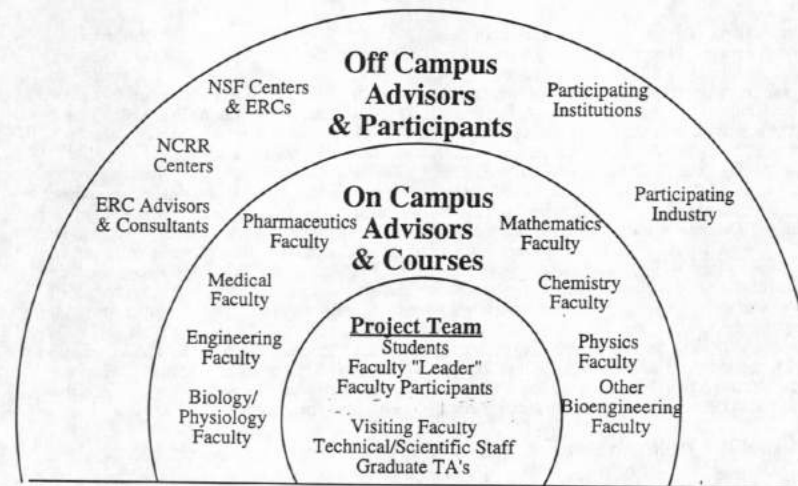 Off Campus
Advisors
& Participants
NSF Centers
& ERCs
Participating
Institutions
NCRR
Centers
ERC Advisors
& Consultants
Participating
Industry
On Campus
Advisors
& Courses
Pharmaceutics
Faculty
Mathematics
Faculty
Medical
Faculty
Chemistry
Faculty
Engineering
Faculty
Physics
Faculty
Biology/
Physiology
Faculty
Other
Bioengineering
Faculty
Project Team
Students
Faculty "Leader"
Faculty Participants
Visiting Faculty
Technical/Scientific Staff
Graduate TA's